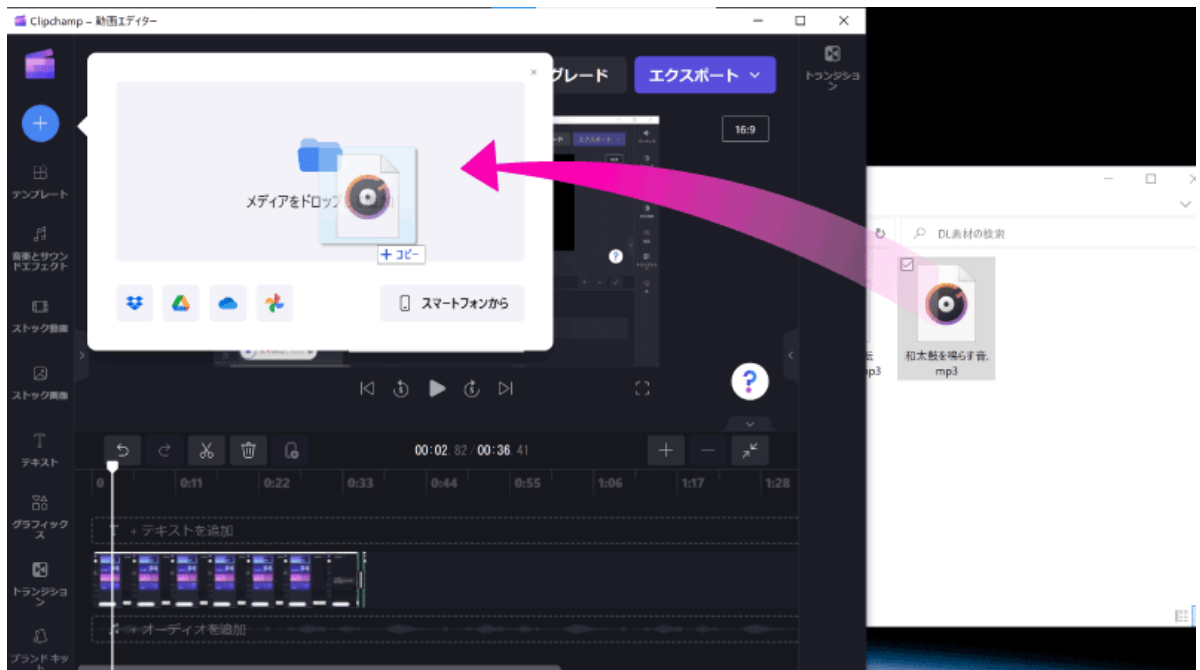 Clipchamp – 動画エディター
グレード
エクスポート
トランジショ
ン
16:9
メディアをドロップ
コピー
スマートフォンから
テンプレート
音楽とサウン
ドエフェクト
ストック動画
ストック画像
テキスト
グラフィック
ス
トランジショ
ン
ブランド キッ
ト
00:02.82 / 00:36.41
0
0:11
0:22
0:33
0:44
0:55
1:06
1:17
1:28
T + テキストを追加
+ オーディオを追加
DL素材の検索
和太鼓を鳴らす音.
mp3
mp3